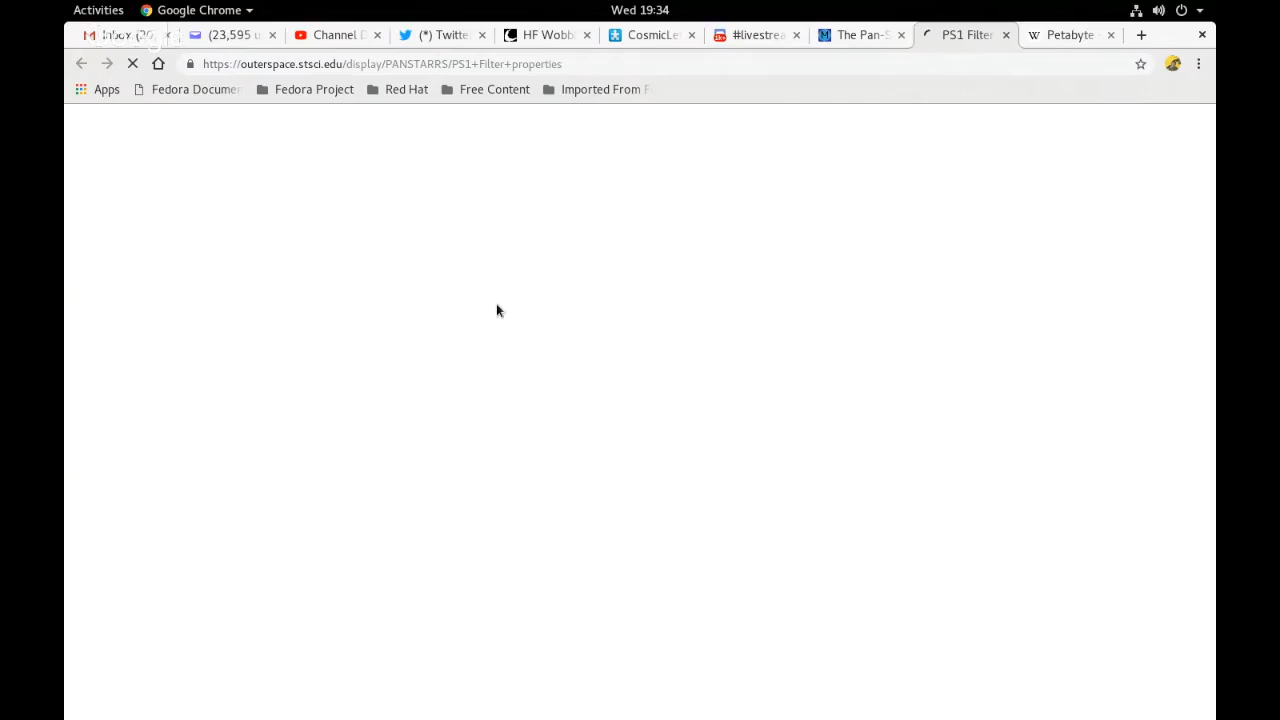 Activities Google Chrome Wed 19:34
Inbox (20 (23,595 u Channel D (*) Twitte HF Wobb CosmicLe #livestrea The Pan-S PS1 Filter Petabyte -
https://outerspace.stsci.edu/display/PANSTARRS/PS1+Filter+properties
Apps Fedora Documen Fedora Project Red Hat Free Content Imported From F